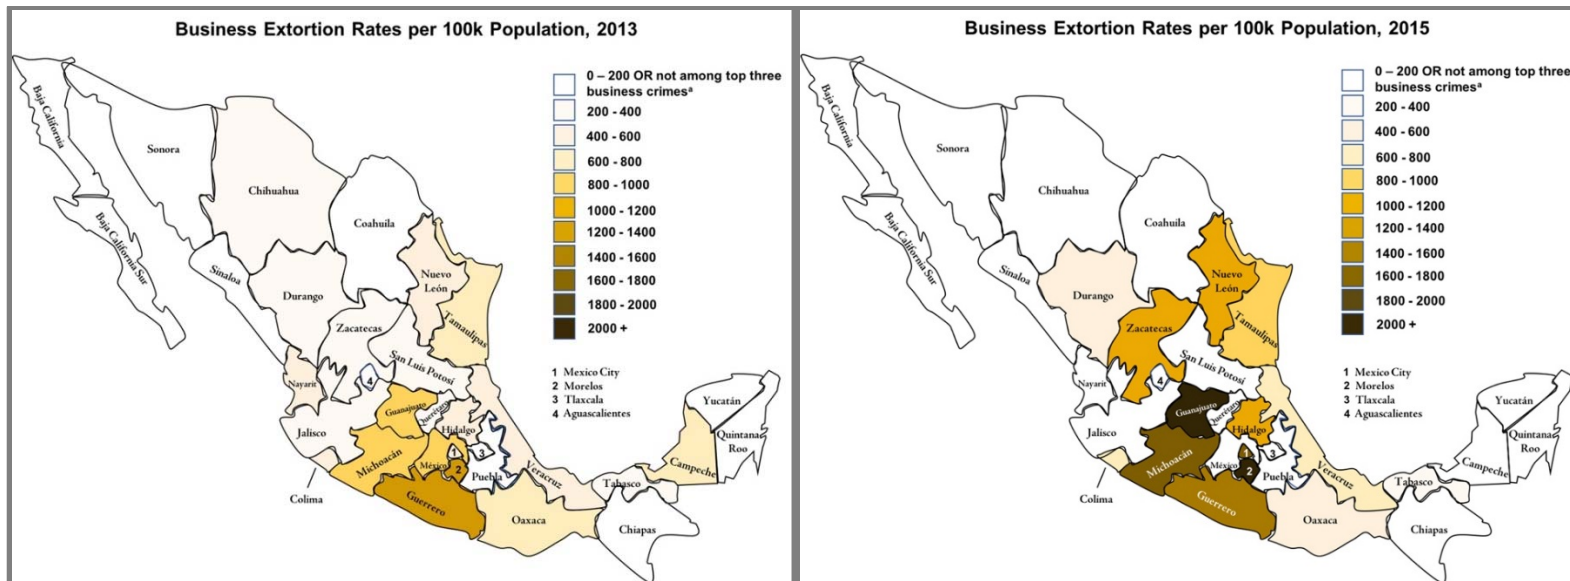 Business Extortion Rates per 100k Population, 2013
0 – 200 OR not among top three
business crimesª
200 - 400
400 - 600
600 - 800
800 - 1000
1000 - 1200
1200 - 1400
1400 - 1600
1600 - 1800
1800 - 2000
2000 +
1 Mexico City
2 Morelos
3 Tlaxcala
4 Aguascalientes
Baja California
Baja California Sur
Sonora
Chihuahua
Coahuila
Sinaloa
Durango
Nuevo
León
Zacatecas
Tamaulipas
San Luis Potosí
Nayarit
4
Guanajuato
Querétaro
Hidalgo
Jalisco
Michoacán
México
1
2
3
Puebla
Veracruz
Colima
Guerrero
Oaxaca
Tabasco
Chiapas
Campeche
Yucatán
Quintana
Roo
Business Extortion Rates per 100k Population, 2015
0 – 200 OR not among top three
business crimesª
200 - 400
400 - 600
600 - 800
800 - 1000
1000 - 1200
1200 - 1400
1400 - 1600
1600 - 1800
1800 - 2000
2000 +
1 Mexico City
2 Morelos
3 Tlaxcala
4 Aguascalientes
Baja California
Baja California Sur
Sonora
Chihuahua
Coahuila
Sinaloa
Durango
Nuevo
León
Zacatecas
Tamaulipas
San Luis Potosí
Nayarit
4
Guanajuato
Querétaro
Hidalgo
Jalisco
Michoacán
México
1
2
3
Puebla
Veracruz
Colima
Guerrero
Oaxaca
Tabasco
Chiapas
Campeche
Yucatán
Quintana
Roo